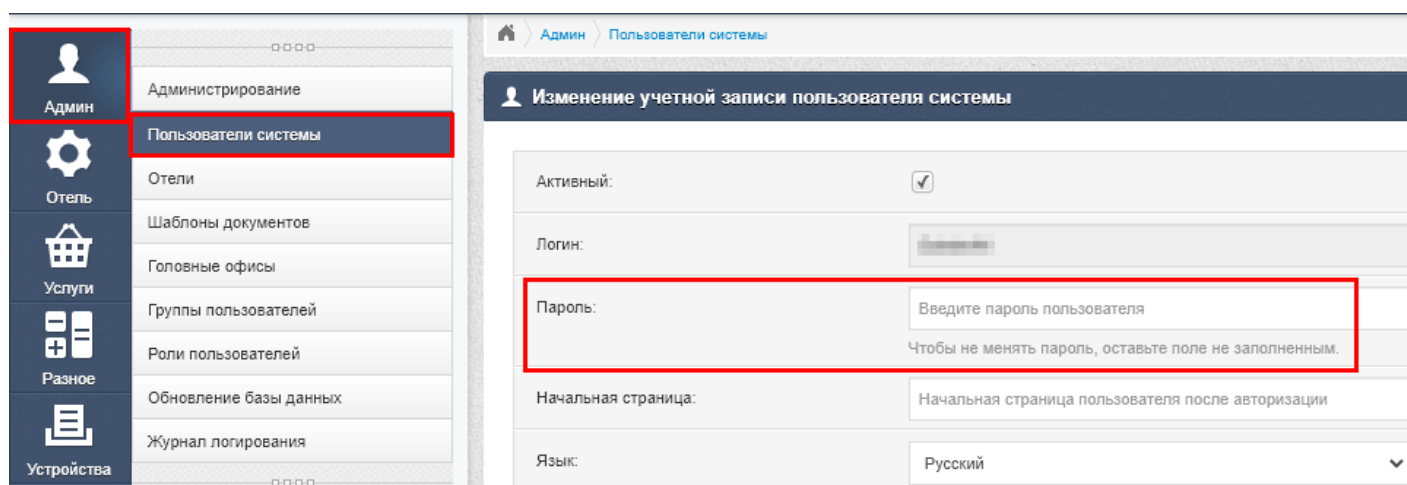 Админ
Отель
Услуги
Разное
Устройства
Администрирование
Пользователи системы
Отели
Шаблоны документов
Головные офисы
Группы пользователей
Роли пользователей
Обновление базы данных
Журнал логирования
Админ Пользователи системы
Изменение учетной записи пользователя системы
Активный:
Логин:
Пароль: Введите пароль пользователя
Чтобы не менять пароль, оставьте поле не заполненным.
Начальная страница: Начальная страница пользователя после авторизации
Язык: Русский